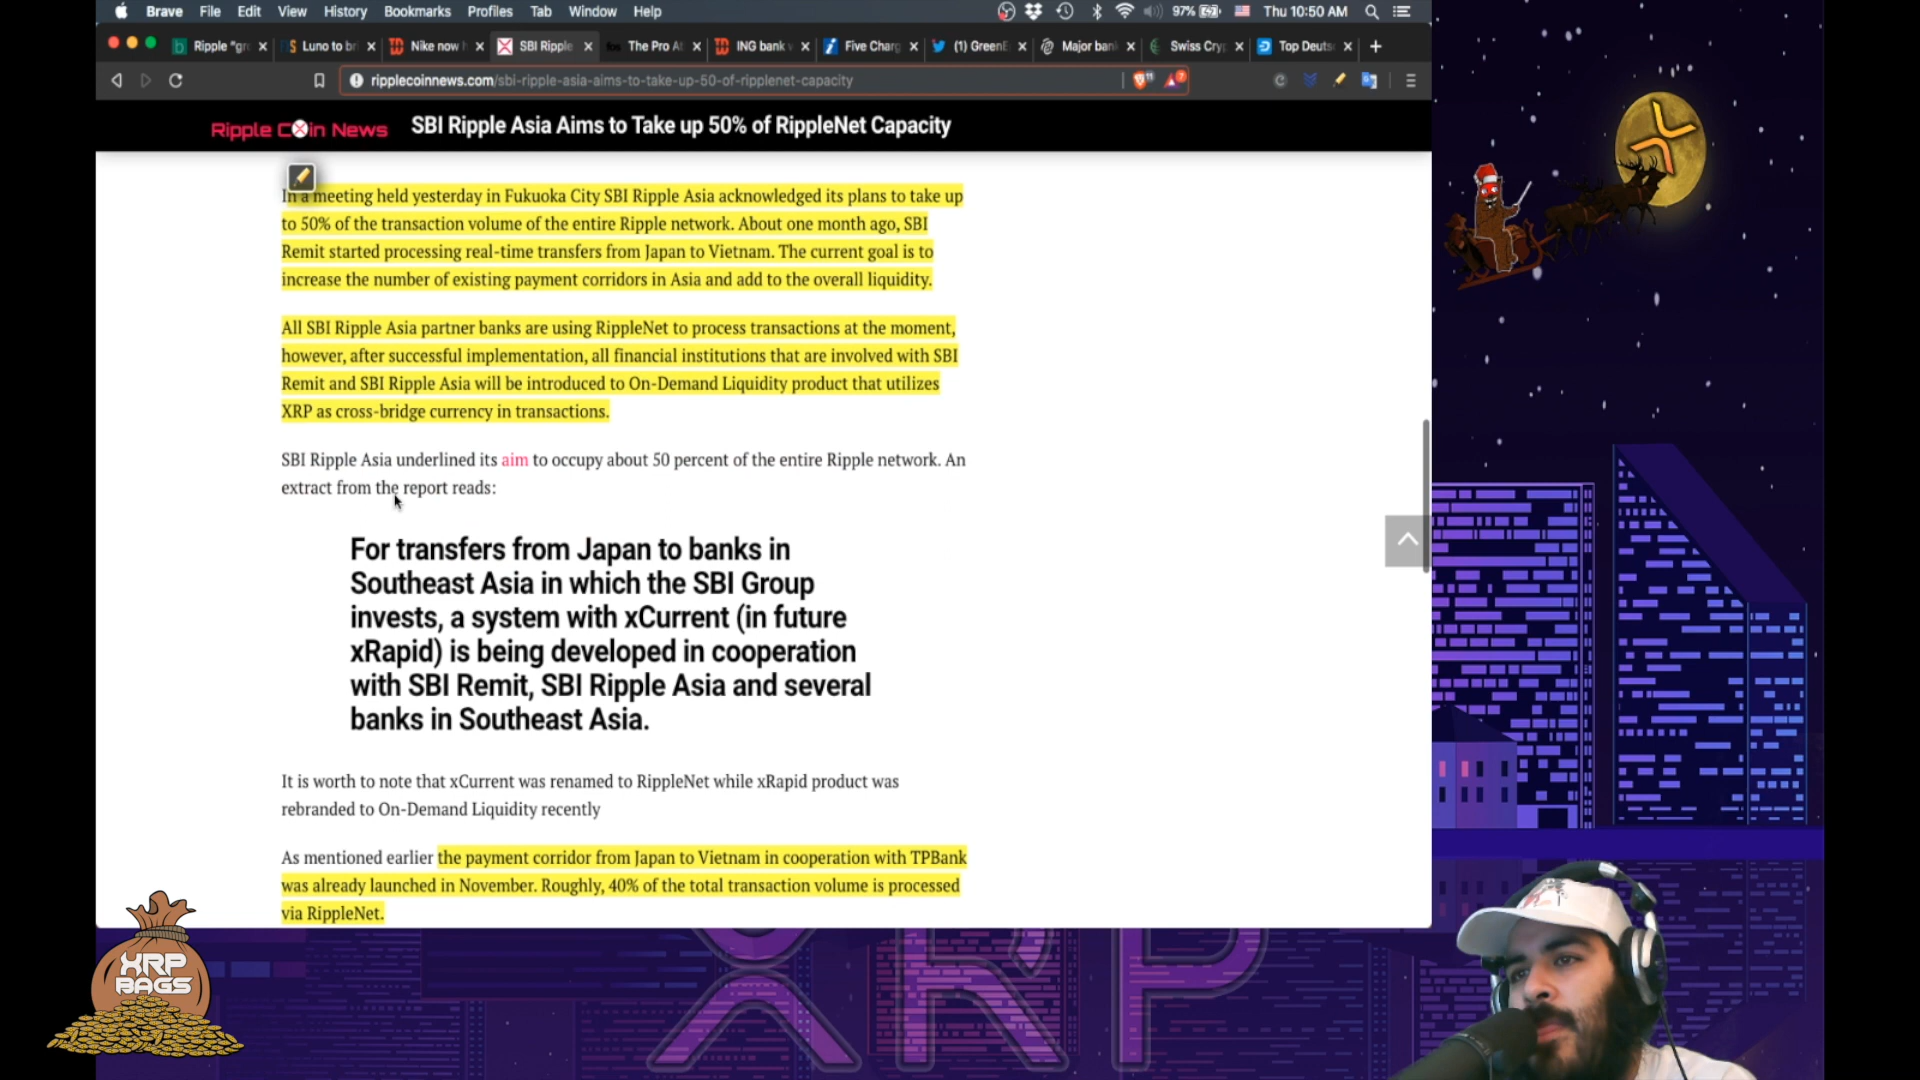 Brave File Edit View History Bookmarks Profiles Tab Window Help 97% Thu 10:50 AM
Ripple "gr Luno to br Nike now h SBI Ripple The Pro A ING bank v Five Charg (1) GreenB Major ban Swiss Cryp Top Deuts
ripplecoinnews.com/sbi-ripple-asia-aims-to-take-up-50-of-ripplenet-capacity
Ripple Coin News SBI Ripple Asia Aims to Take up 50% of RippleNet Capacity
In a meeting held yesterday in Fukuoka City SBI Ripple Asia acknowledged its plans to take up
to 50% of the transaction volume of the entire Ripple network. About one month ago, SBI
Remit started processing real-time transfers from Japan to Vietnam. The current goal is to
increase the number of existing payment corridors in Asia and add to the overall liquidity.
All SBI Ripple Asia partner banks are using RippleNet to process transactions at the moment,
however, after successful implementation, all financial institutions that are involved with SBI
Remit and SBI Ripple Asia will be introduced to On-Demand Liquidity product that utilizes
XRP as cross-bridge currency in transactions.
SBI Ripple Asia underlined its aim to occupy about 50 percent of the entire Ripple network. An
extract from the report reads:
For transfers from Japan to banks in
Southeast Asia in which the SBI Group
invests, a system with xCurrent (in future
xRapid) is being developed in cooperation
with SBI Remit, SBI Ripple Asia and several
banks in Southeast Asia.
It is worth to note that xCurrent was renamed to RippleNet while xRapid product was
rebranded to On-Demand Liquidity recently
As mentioned earlier the payment corridor from Japan to Vietnam in cooperation with TPBank
was already launched in November. Roughly, 40% of the total transaction volume is processed
via RippleNet.
XRP
BAGS
XRP